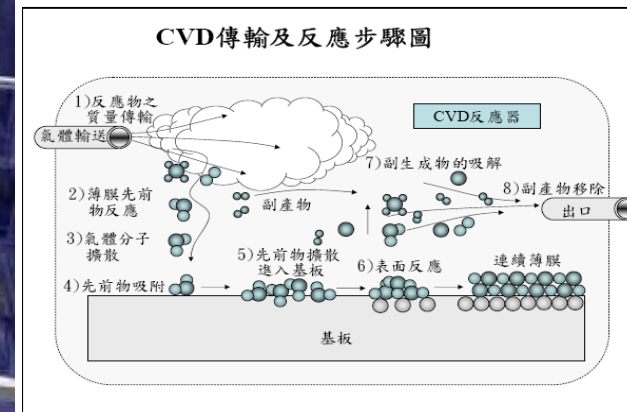 CVD傳輸及反應步驟圖
1)反應物之
質量傳輸
CVD反應器
氣體輸送
7)副生成物的吸解
8)副產物移除
2)薄膜先前
物反應
副產物
出口
3)氣體分子
擴散
5)先前物擴散
進入基板
6)表面反應
連續薄膜
4)先前物吸附
基板